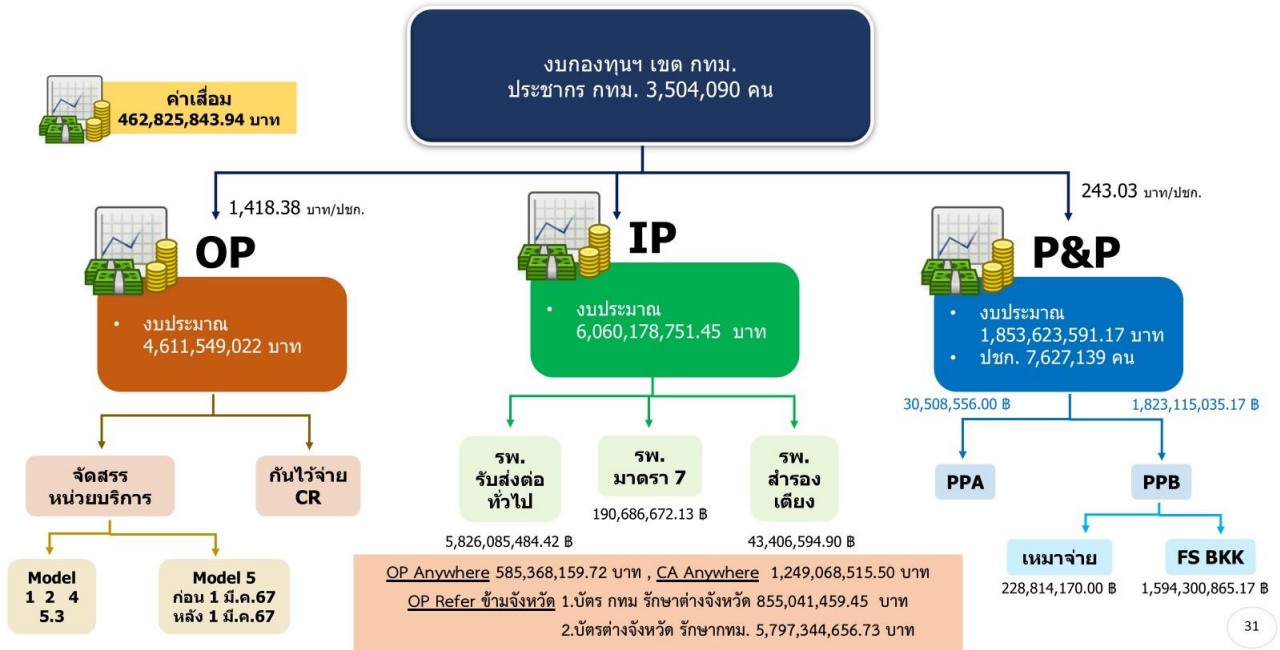 งบกองทุนฯ เขต กทม.
ประชากร กทม. 3,504,090 คน
ค่าเสื่อม
462,825,843.94 บาท
1,418.38 บาท/ปชก.
243.03 บาท/ปชก.
OP
• งบประมาณ
4,611,549,022 บาท
IP
• งบประมาณ
6,060,178,751.45 บาท
P&P
• งบประมาณ
1,853,623,591.17 บาท
• ปชก. 7,627,139 คน
จัดสรร
หน่วยบริการ
กันไว้จ่าย
CR
Model
1 2 4
5.3
Model 5
ก่อน 1 มี.ค.67
หลัง 1 มี.ค.67
รพ.
รับส่งต่อ
ทั่วไป
5,826,085,484.42 ฿
รพ.
มาตรา 7
190,686,672.13 ฿
รพ.
สำรอง
เตียง
43,406,594.90 ฿
30,508,556.00 ฿
1,823,115,035.17 ฿
PPA
PPB
เหมาจ่าย
228,814,170.00 ฿
FS BKK
1,594,300,865.17 ฿
OP Anywhere 585,368,159.72 บาท , CA Anywhere 1,249,068,515.50 บาท
OP Refer ข้ามจังหวัด 1.บัตร กทม รักษาต่างจังหวัด 855,041,459.45 บาท
2.บัตรต่างจังหวัด รักษากทม. 5,797,344,656.73 บาท
31